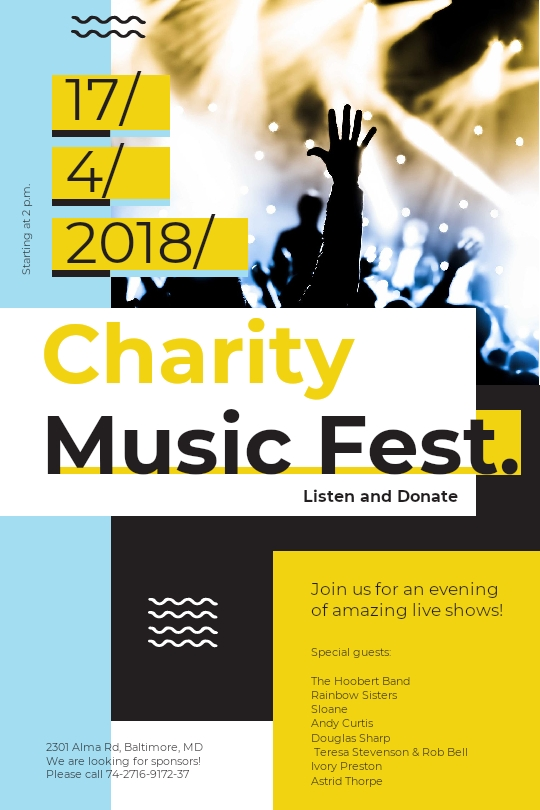 17/
4/
2018/
Starting at 2 p.m.
Charity
Music Fest.
Listen and Donate
Join us for an evening
of amazing live shows!
Special guests:
The Hoobert Band
Rainbow Sisters
Sloane
Andy Curtis
Douglas Sharp
Teresa Stevenson & Rob Bell
Ivory Preston
Astrid Thorpe
2301 Alma Rd, Baltimore, MD
We are looking for sponsors!
Please call 74-2716-9172-37